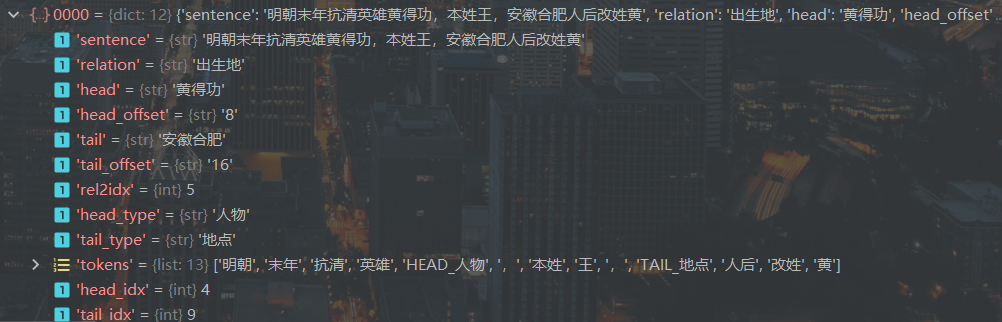 0000 = {dict: 12} {'sentence': '明朝末年抗清英雄黄得功，本姓王，安徽合肥人后改姓黄', 'relation': '出生地', 'head': '黄得功', 'head_offset'
'sentence' = {str} '明朝末年抗清英雄黄得功，本姓王，安徽合肥人后改姓黄'
'relation' = {str} '出生地'
'head' = {str} '黄得功'
'head_offset' = {str} '8'
'tail' = {str} '安徽合肥'
'tail_offset' = {str} '16'
'rel2idx' = {int} 5
'head_type' = {str} '人物'
'tail_type' = {str} '地点'
'tokens' = {list: 13} ['明朝', '末年', '抗清', '英雄', 'HEAD_人物', '，', '本姓', '王', '，', 'TAIL_地点', '人后', '改姓', '黄']
'head_idx' = {int} 4
'tail_idx' = {int} 9